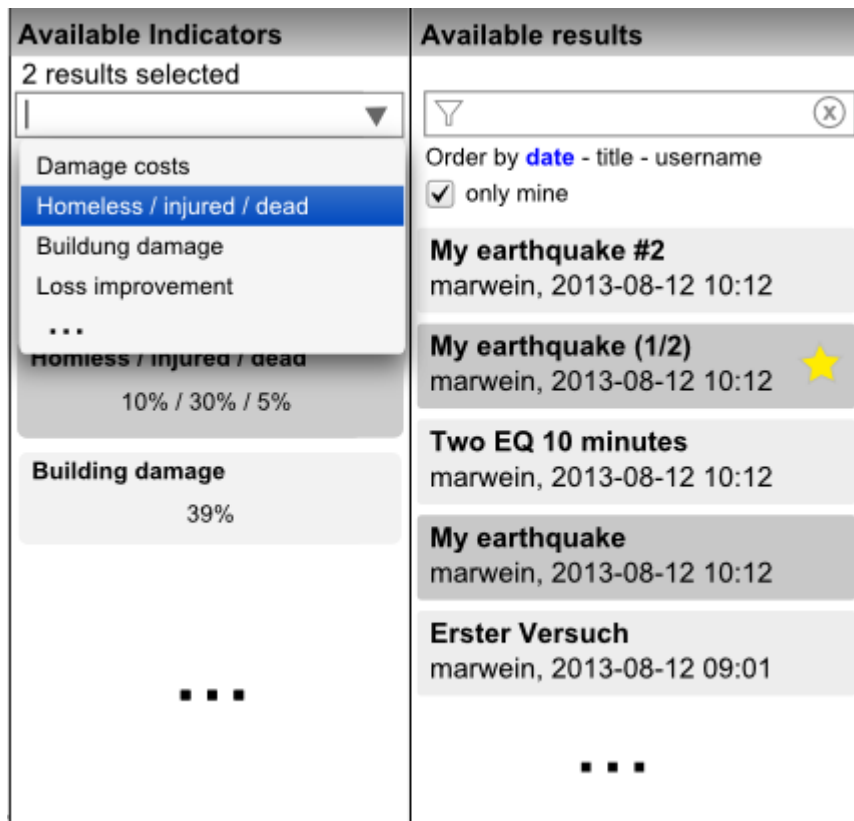 Available Indicators
2 results selected
Damage costs
Homeless / injured / dead
Buildung damage
Loss improvement
...
Homless / injured / dead
10% / 30% / 5%
Building damage
39%
...
Available results
Order by date - title - username
only mine
My earthquake #2
marwein, 2013-08-12 10:12
My earthquake (1/2)
marwein, 2013-08-12 10:12
Two EQ 10 minutes
marwein, 2013-08-12 10:12
My earthquake
marwein, 2013-08-12 10:12
Erster Versuch
marwein, 2013-08-12 09:01
...